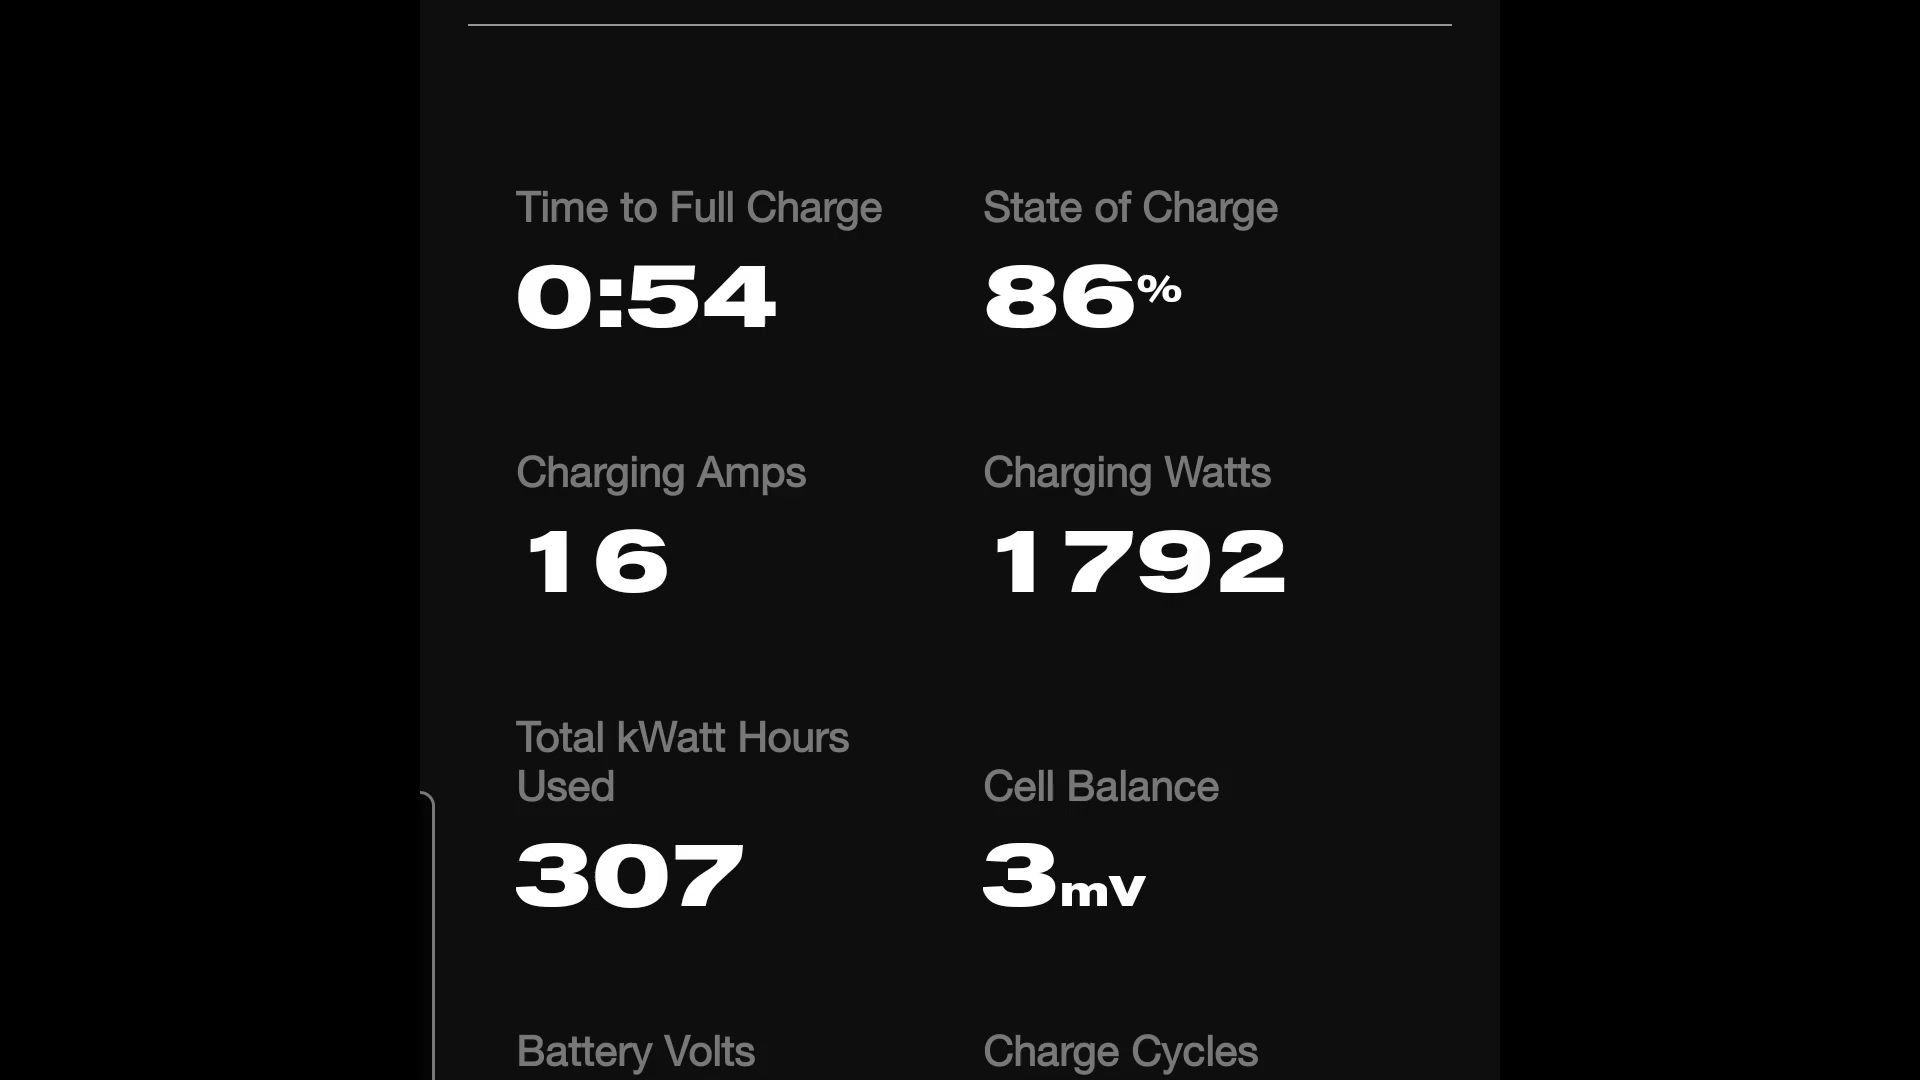 Time to Full Charge
State of Charge
0:54
86%
Charging Amps
Charging Watts
16
1792
Total kWatt Hours
Used
Cell Balance
307
3mV
Battery Volts
Charge Cycles